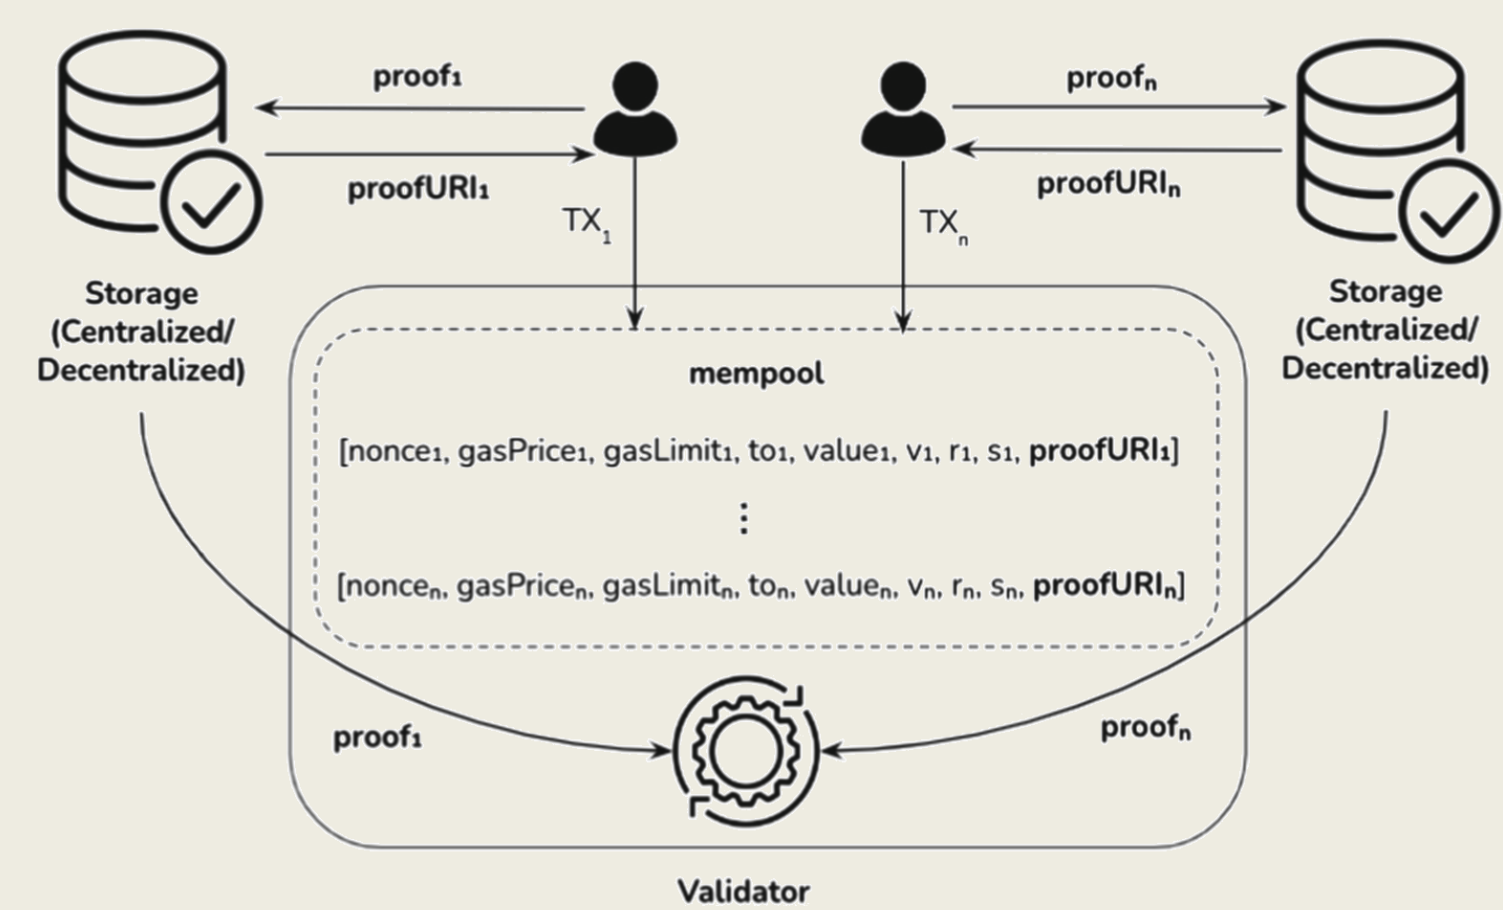 proof₁
proofₙ
proofURI₁
proofURIₙ
TX₁
TXₙ
Storage
(Centralized/
Decentralized)
Storage
(Centralized/
Decentralized)
mempool
[nonce₁, gasPrice₁, gasLimit₁, to₁, value₁, v₁, r₁, s₁, proofURI₁]
⋮
[nonceₙ, gasPriceₙ, gasLimitₙ, toₙ, valueₙ, vₙ, rₙ, sₙ, proofURIₙ]
proof₁
proofₙ
Validator